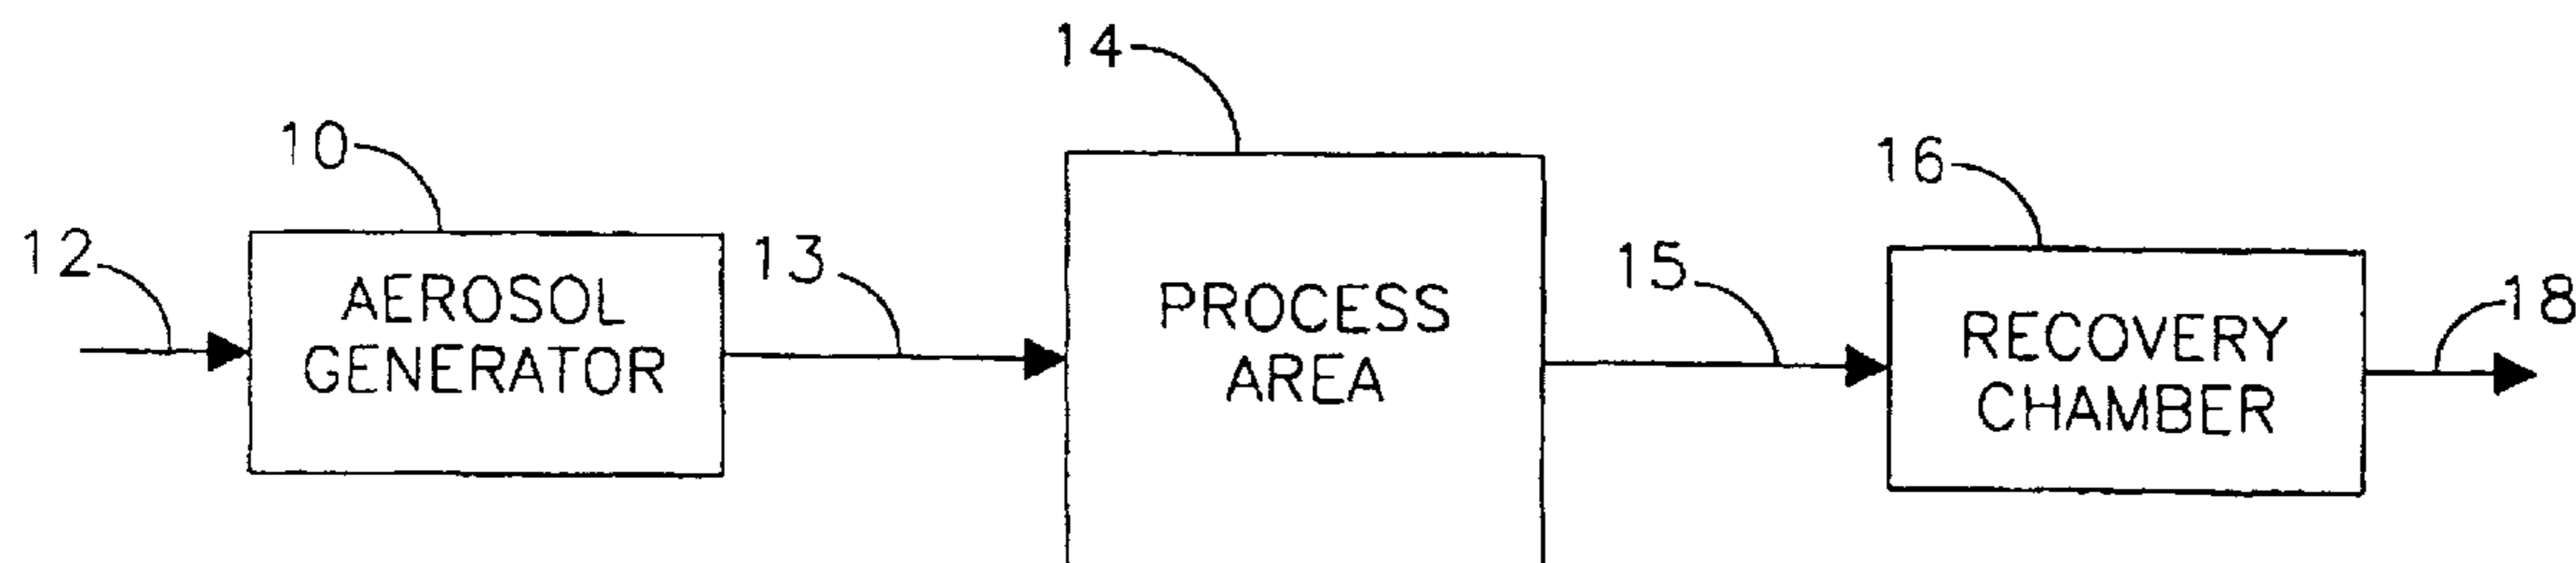 14
10
16
12
13
15
18
AEROSOL
GENERATOR
PROCESS
AREA
RECOVERY
CHAMBER